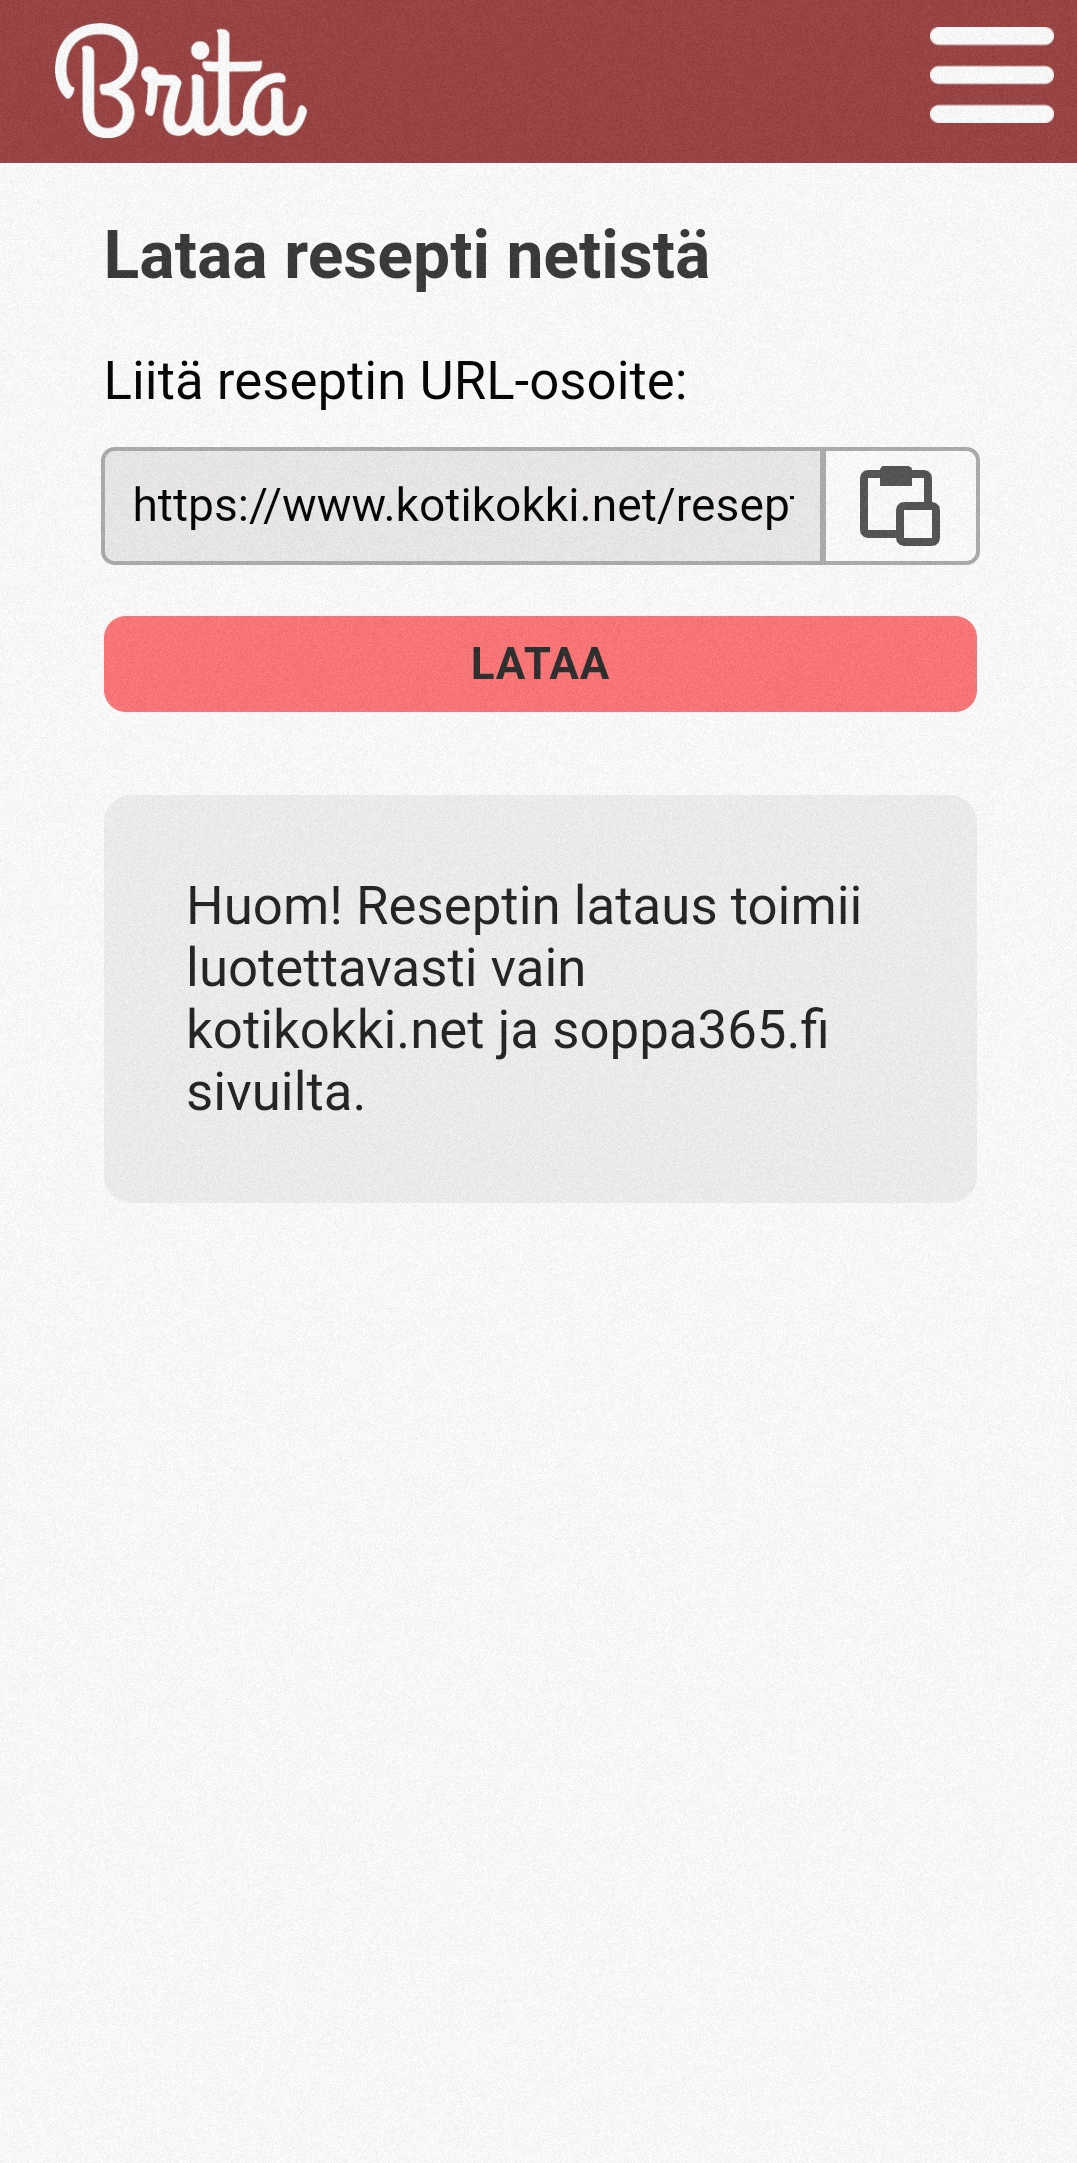 Brita
Lataa resepti netistä
Liitä reseptin URL-osoite:
https://www.kotikokki.net/resep
LATAA
Huom! Reseptin lataus toimii
luotettavasti vain
kotikokki.net ja soppa365.fi
sivuilta.